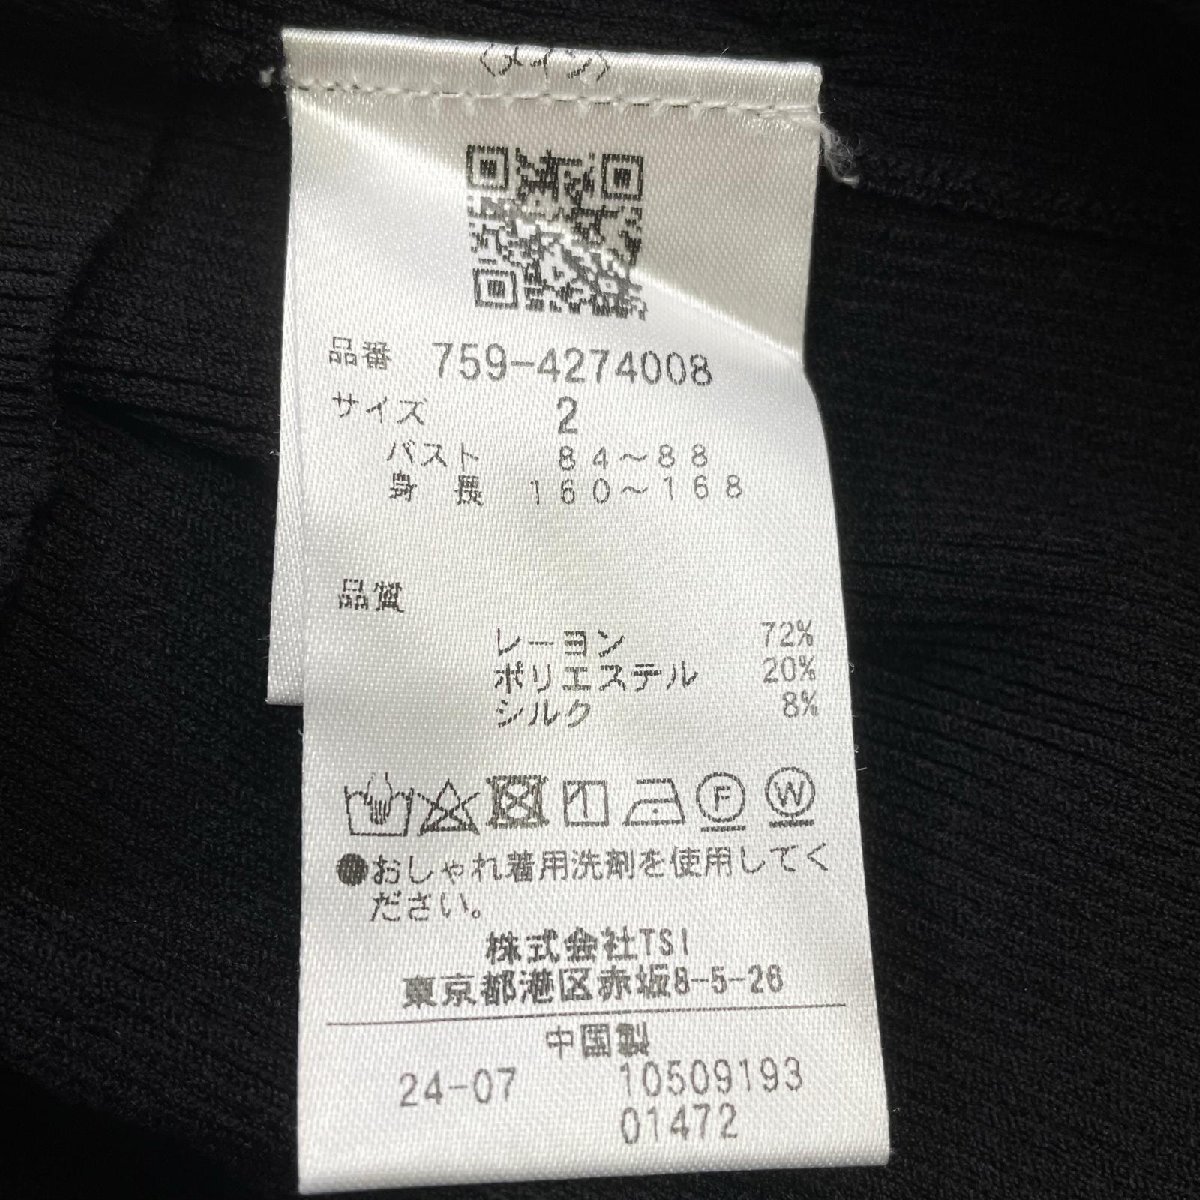 〈メイン〉
品番 759-4274008
サイズ 2
バスト 84～88
身長 160～168
品質
レーヨン 72%
ポリエステル 20%
シルク 8%
F W
●おしゃれ着用洗剤を使用してく
ださい。
株式会社TSI
東京都港区赤坂8-5-26
中国製
24-07 10509193
01472